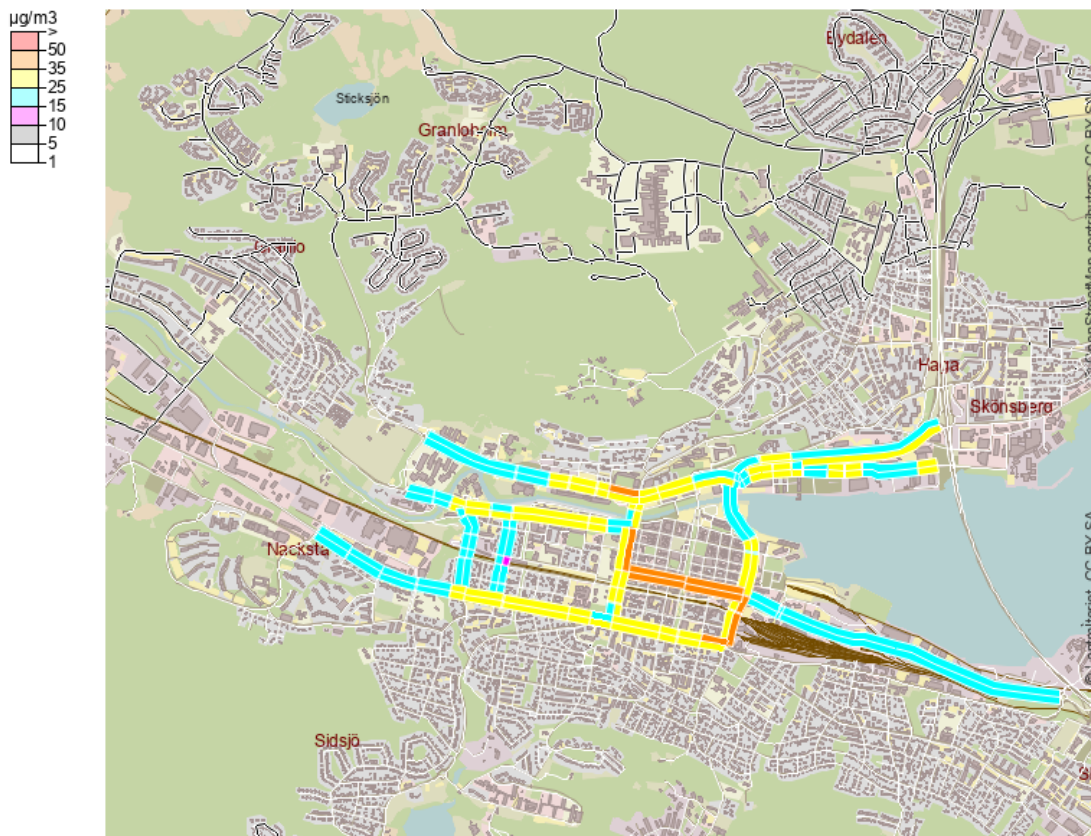 µg/m3
>
50
35
25
15
10
5
1
Bydalen
Sticksjön
Granloholm
Haga
Skönsberg
Nacksta
Sidsjö